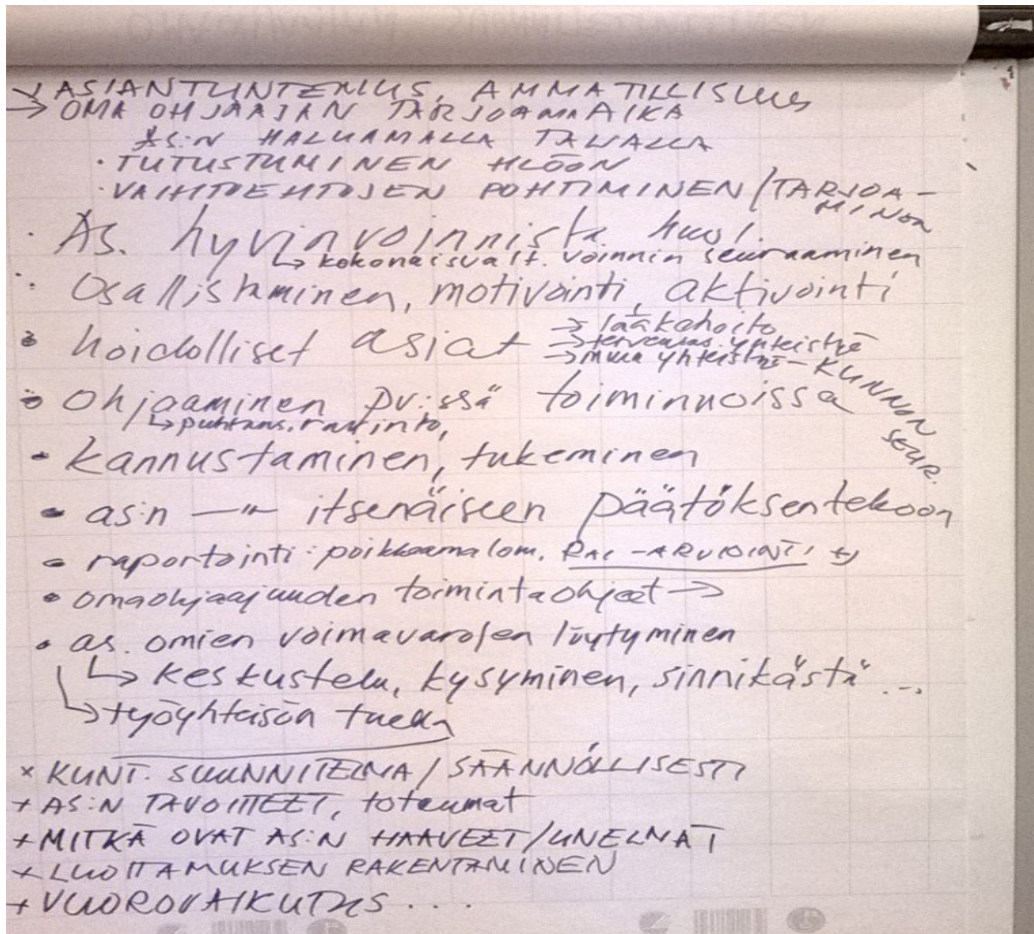 → ASIANTUNTEMUS, AMMATILLISUUS
→ OMA OHJAAJAN TARJOAMA AIKA
AS:N HALUAMALLA TAVALLA
· TUTUSTUMINEN HLÖÖN
· VAIHTOEHTOJEN POHTIMINEN/TARJOA-
MINEN
· As. hyvinvoinnista huol.
↳ kokonaisvalt. voinnin seuraaminen
· Osallistaminen, motivointi, aktivointi
→ lääkehoito
• hoidolliset asiat → terveydenh. yhteistyö
→ muu yhteistyö - KUNNON
SEUR.
• ohjaaminen pv:ssä toiminnoissa
↳ puhtaus, ravinto,
• kannustaminen, tukeminen
• as:n —"— itsenäiseen päätöksentekoon
• raportointi: poikkeamalom. RAI-ARVIOINTI
• omaohjaajuuden toimintaohjeet →
• as. omien voimavarojen löytyminen
↳ keskustelu, kysyminen, sinnikästä ...
↳ työyhteisön tuella
× KUNT. SUUNNITELMA/SÄÄNNÖLLISESTI
+ AS:N TAVOITTEET, toteumat
+ MITKÄ OVAT AS:N HAAVEET/UNELMAT
+ LUOTTAMUKSEN RAKENTAMINEN
+ VUOROVAIKUTUS ...